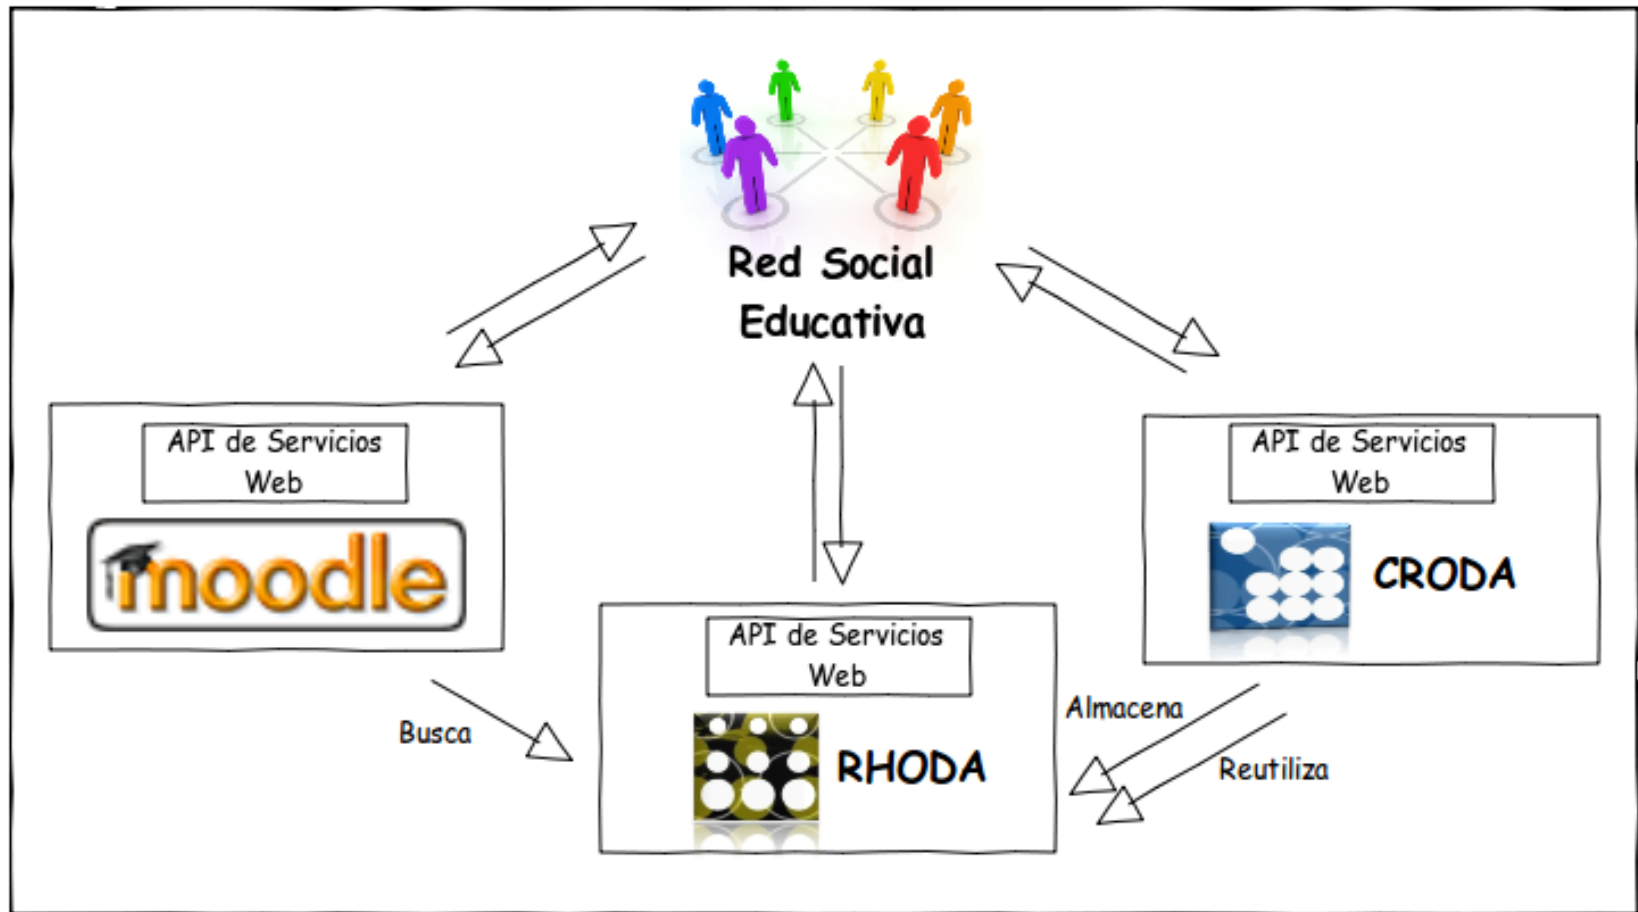 Red Social
Educativa
API de Servicios
Web
moodle
API de Servicios
Web
CRODA
API de Servicios
Web
RHODA
Busca
Almacena
Reutiliza